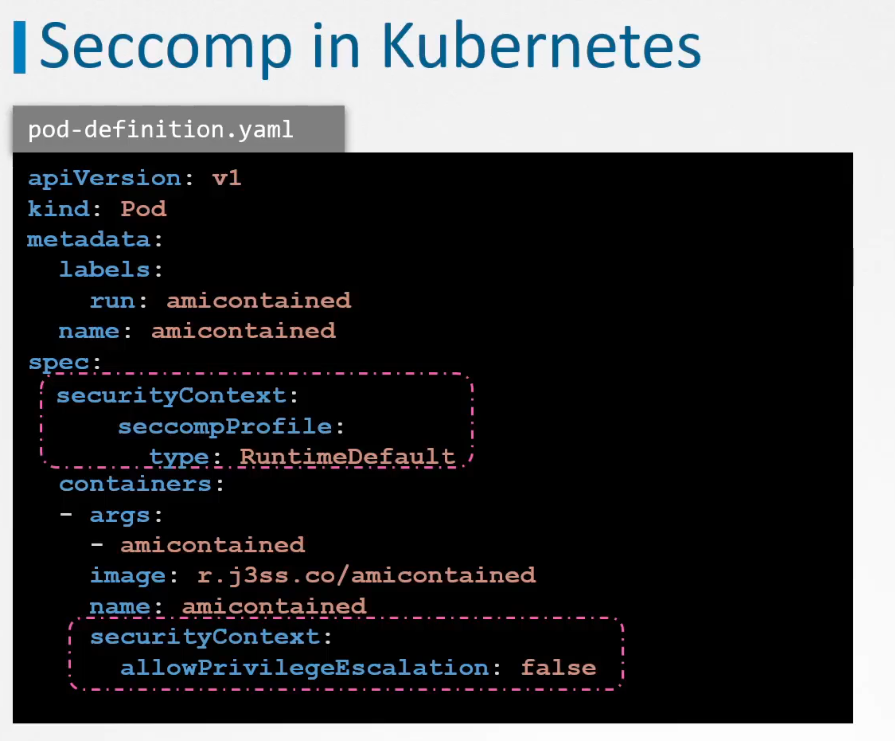 Seccomp in Kubernetes
pod-definition.yaml
apiVersion: v1
kind: Pod
metadata:
  labels:
    run: amicontained
  name: amicontained
spec:
  securityContext:
      seccompProfile:
        type: RuntimeDefault
  containers:
  - args:
    - amicontained
    image: r.j3ss.co/amicontained
    name: amicontained
    securityContext:
      allowPrivilegeEscalation: false